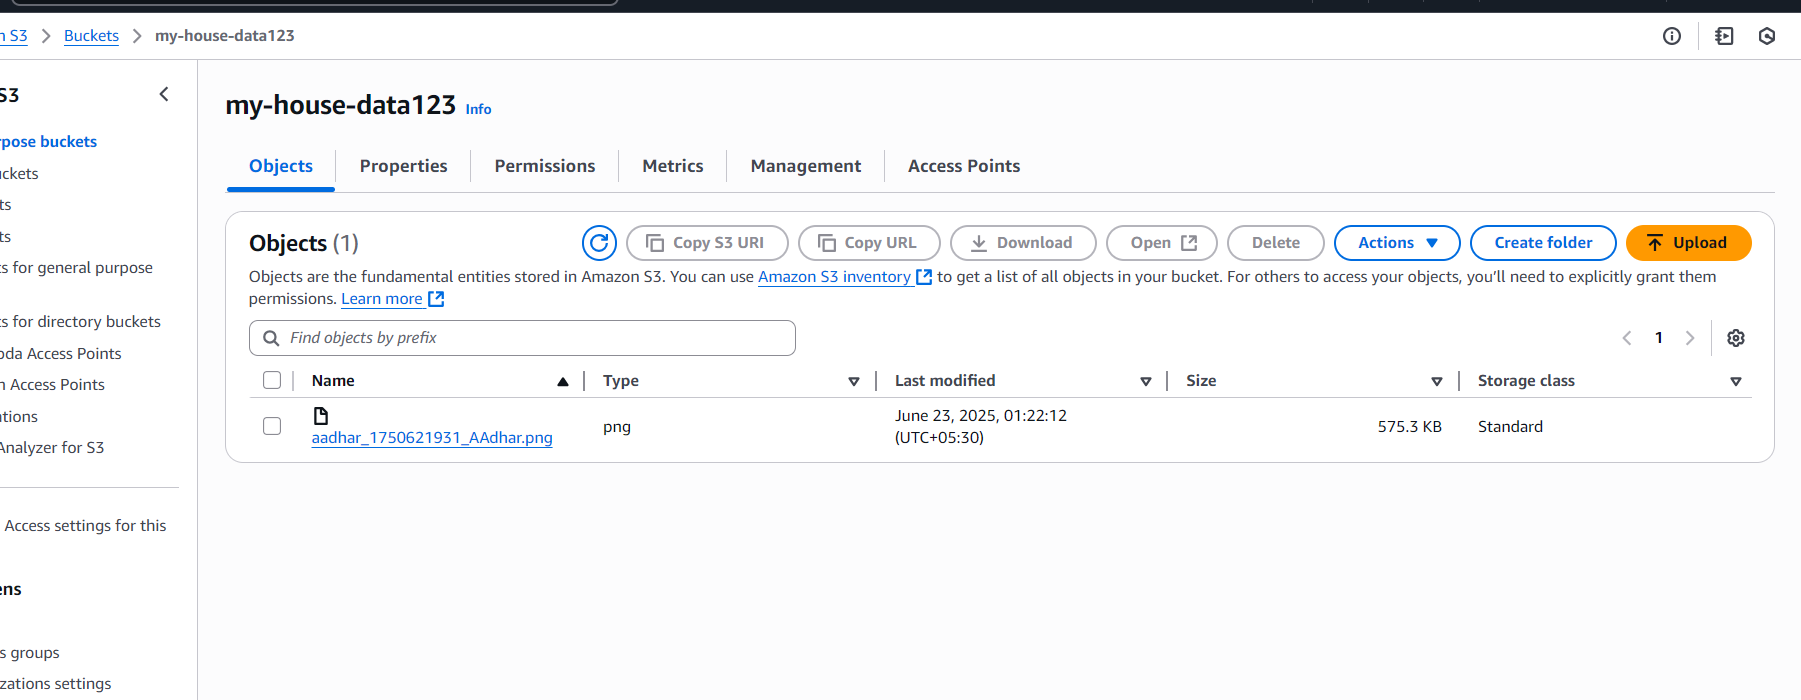 n S3 > Buckets > my-house-data123
S3
rpose buckets
uckets
ts
ts
ts for general purpose
ts for directory buckets
bda Access Points
n Access Points
ations
Analyzer for S3
Access settings for this
ens
s groups
zations settings
my-house-data123 Info
Objects Properties Permissions Metrics Management Access Points
Objects (1) Copy S3 URI Copy URL Download Open Delete Actions Create folder Upload
Objects are the fundamental entities stored in Amazon S3. You can use Amazon S3 inventory to get a list of all objects in your bucket. For others to access your objects, you’ll need to explicitly grant them
permissions. Learn more
Find objects by prefix
1
Name Type Last modified Size Storage class
aadhar_1750621931_AAdhar.png png June 23, 2025, 01:22:12 575.3 KB Standard
(UTC+05:30)